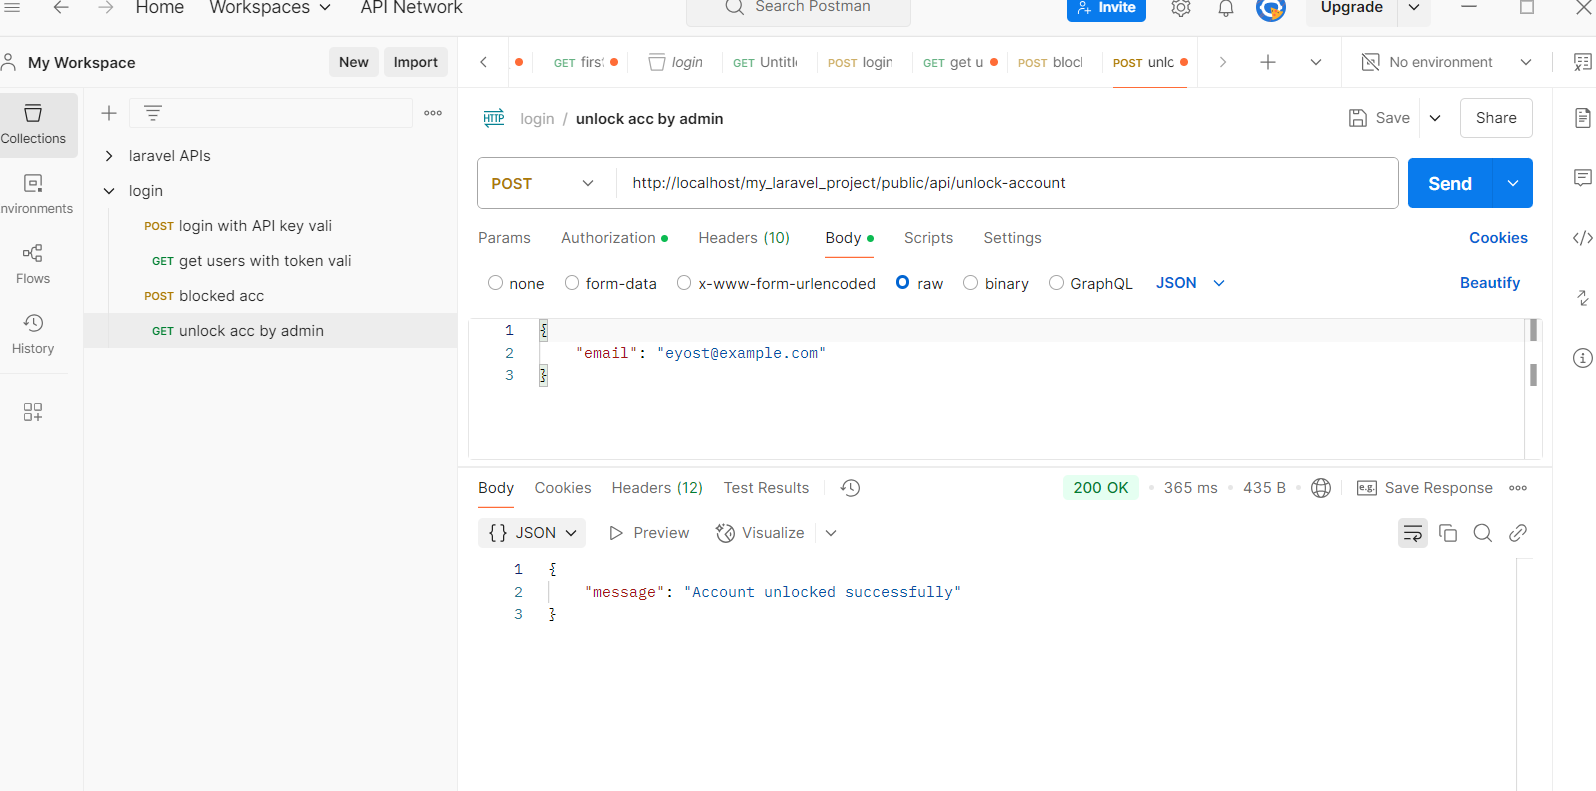 Home Workspaces API Network Search Postman Invite Upgrade
My Workspace New Import GET first POST login GET Untitl POST login GET get u POST bloc POST unlo No environment
Collections
Environments
Flows
History
laravel APIs
login
POST login with API key vali
GET get users with token vali
POST blocked acc
GET unlock acc by admin
HTTP login / unlock acc by admin Save Share
POST http://localhost/my_laravel_project/public/api/unlock-account Send
Params Authorization Headers (10) Body Scripts Settings Cookies
none form-data x-www-form-urlencoded raw binary GraphQL JSON Beautify
1 {
2 "email": "eyost@example.com"
3 }
Body Cookies Headers (12) Test Results 200 OK 365 ms 435 B e.g. Save Response
{} JSON Preview Visualize
1 {
2 "message": "Account unlocked successfully"
3 }